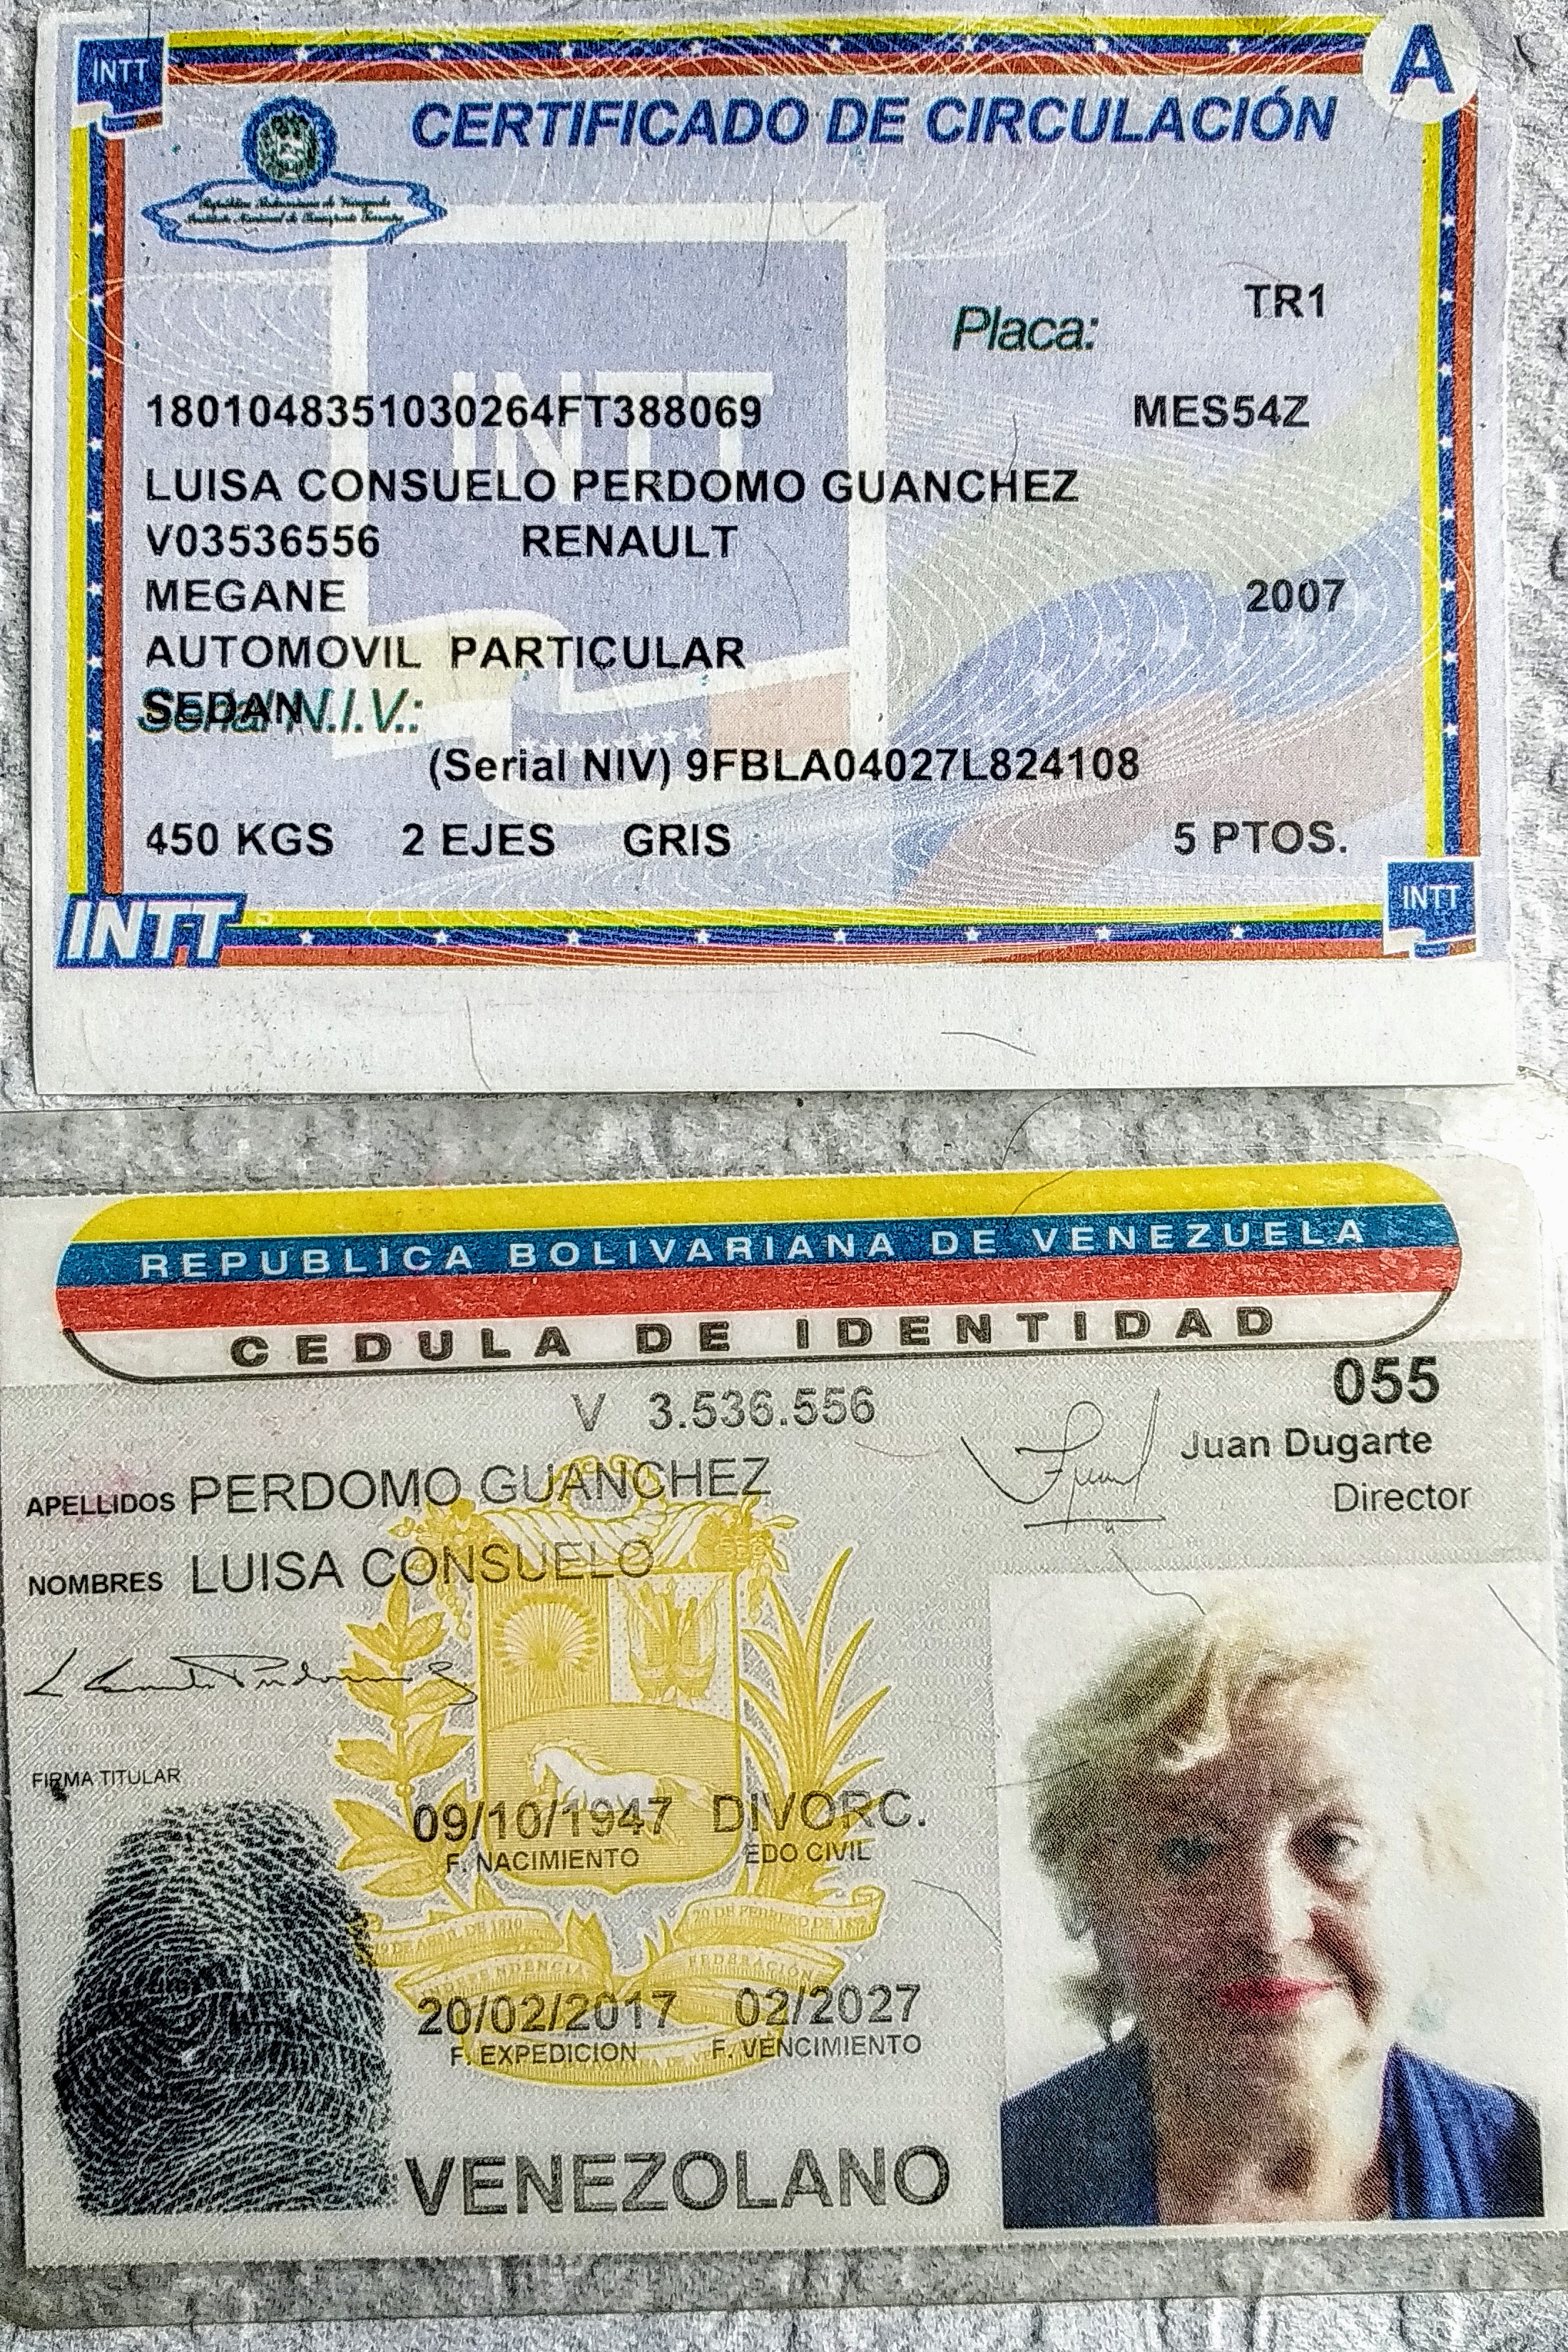 INTT
A
CERTIFICADO DE CIRCULACIÓN
República Bolivariana de Venezuela
Instituto Nacional de Transporte Terrestre
TR1
Placa:
INTT
1801048351030264FT388069 MES54Z
LUISA CONSUELO PERDOMO GUANCHEZ
V03536556 RENAULT
MEGANE 2007
AUTOMOVIL PARTICULAR
SEDAN
Serial N.I.V.:
(Serial NIV) 9FBLA04027L824108
450 KGS 2 EJES GRIS 5 PTOS.
INTT
INTT
REPUBLICA BOLIVARIANA DE VENEZUELA
CEDULA DE IDENTIDAD
055
V 3.536.556
Juan Dugarte
Director
APELLIDOS PERDOMO GUANCHEZ
NOMBRES LUISA CONSUELO
FIRMA TITULAR
09/10/1947 DIVORC.
F. NACIMIENTO EDO CIVIL
19 DE ABRIL DE 1810 20 DE FEBRERO DE 1859
INDEPENDENCIA FEDERACIÓN
20/02/2017 02/2027
F. EXPEDICION F. VENCIMIENTO
VENEZOLANO